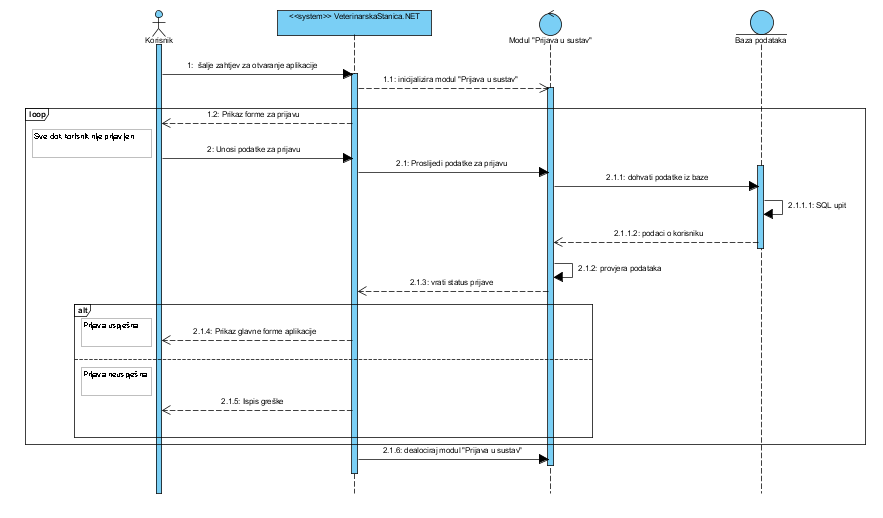 <<system>> VeterinarskaStanica.NET
Korisnik
Modul "Prijava u sustav"
Baza podataka
1: šalje zahtjev za otvaranje aplikacije
1.1: inicijalizira modul "Prijava u sustav"
loop
1.2: Prikaz forme za prijavu
Sve dok korisnik nije prijavljen
2: Unosi podatke za prijavu
2.1: Proslijedi podatke za prijavu
2.1.1: dohvati podatke iz baze
2.1.1.1: SQL upit
2.1.1.2: podaci o korisniku
2.1.2: provjera podataka
2.1.3: vrati status prijave
alt
Prijava uspješna
2.1.4: Prikaz glavne forme aplikacije
Prijava neuspješna
2.1.5: Ispis greške
2.1.6: dealociraj modul "Prijava u sustav"